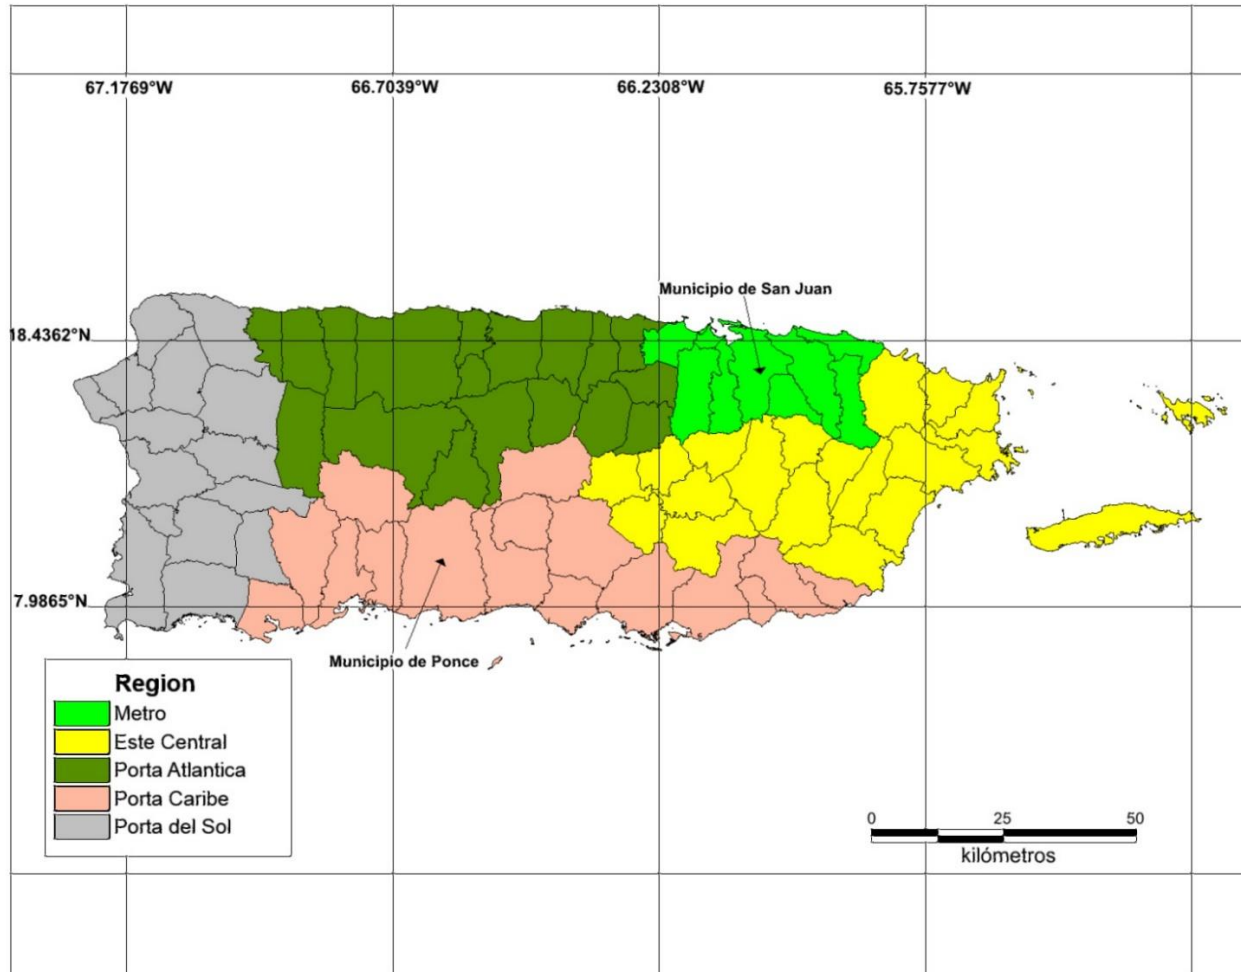 67.1769°W 66.7039°W 66.2308°W 65.7577°W
Municipio de San Juan
18.4362°N
7.9865°N
Municipio de Ponce
Region
Metro
Este Central
Porta Atlantica
Porta Caribe
Porta del Sol
0 25 50
kilómetros